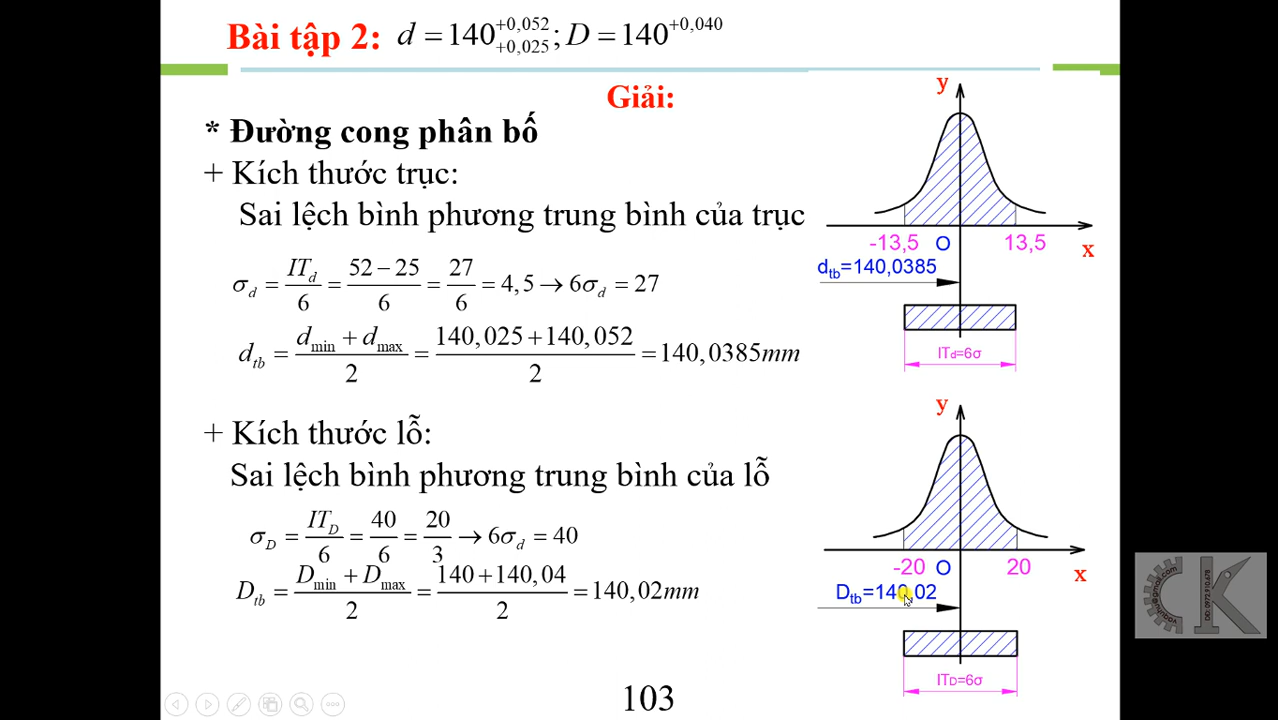 Bài tập 2: d = 140^{+0,052}_{+0,025}; D = 140^{+0,040}
Giải:
* Đường cong phân bố
+ Kích thước trục:
Sai lệch bình phương trung bình của trục
σ_d = IT_d/6 = (52 − 25)/6 = 27/6 = 4,5 → 6σ_d = 27
d_tb = (d_min + d_max)/2 = (140,025 + 140,052)/2 = 140,0385mm
+ Kích thước lỗ:
Sai lệch bình phương trung bình của lỗ
σ_D = IT_D/6 = 40/6 = 20/3 → 6σ_d = 40
D_tb = (D_min + D_max)/2 = (140 + 140,04)/2 = 140,02mm
y
-13,5 O 13,5
x
d_tb=140,0385
IT_d=6σ
y
-20 O 20
x
D_tb=140,02
IT_D=6σ
103
CK